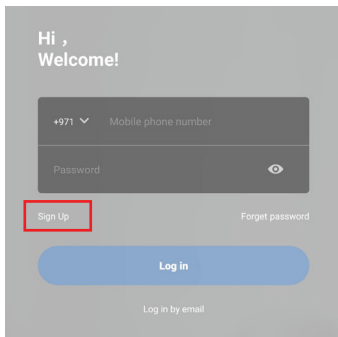 Hi ,
Welcome!
+971 Mobile phone number
Password
Sign Up Forget password
Log in
Log in by email